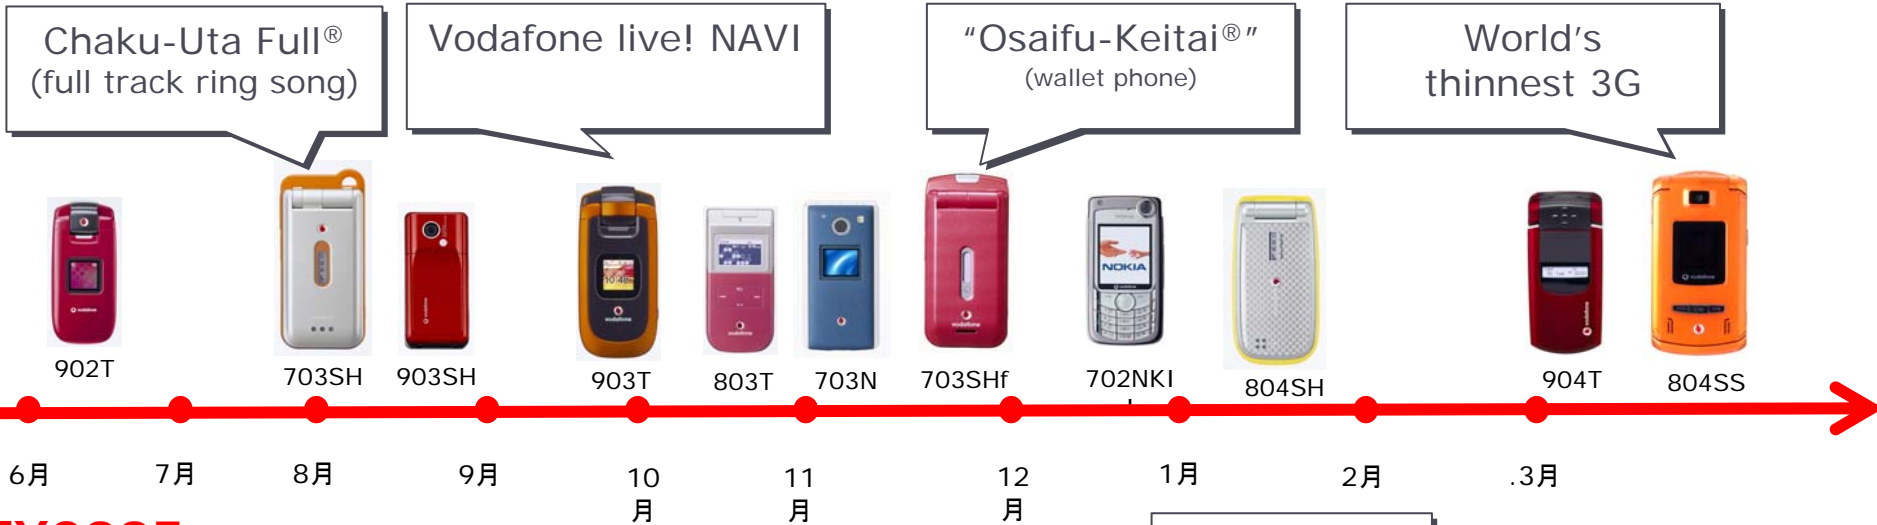 Chaku-Uta Full®
(full track ring song)
Vodafone live! NAVI
“Osaifu-Keitai®”
(wallet phone)
World’s
thinnest 3G
NOKIA
902T
703SH
903SH
903T
803T
703N
703SHf
702NKI
804SH
904T
804SS
6月
7月
8月
9月
10
月
11
月
12
月
1月
2月
.3月